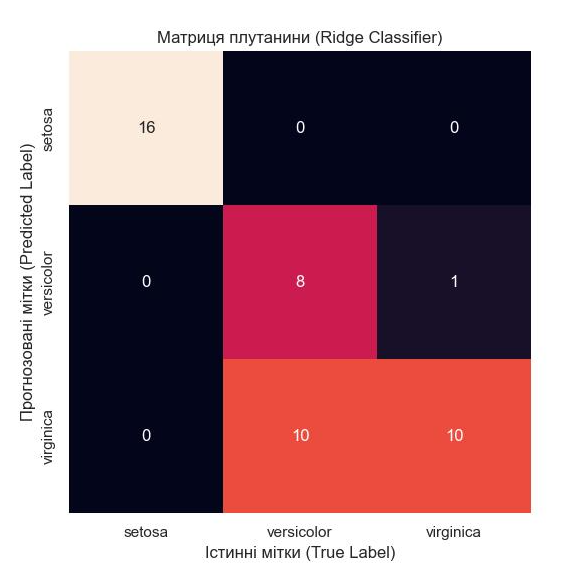 Матриця плутанини (Ridge Classifier)
Прогнозовані мітки (Predicted Label)
setosa
16 0 0
versicolor
0 8 1
virginica
0 10 10
setosa versicolor virginica
Істинні мітки (True Label)